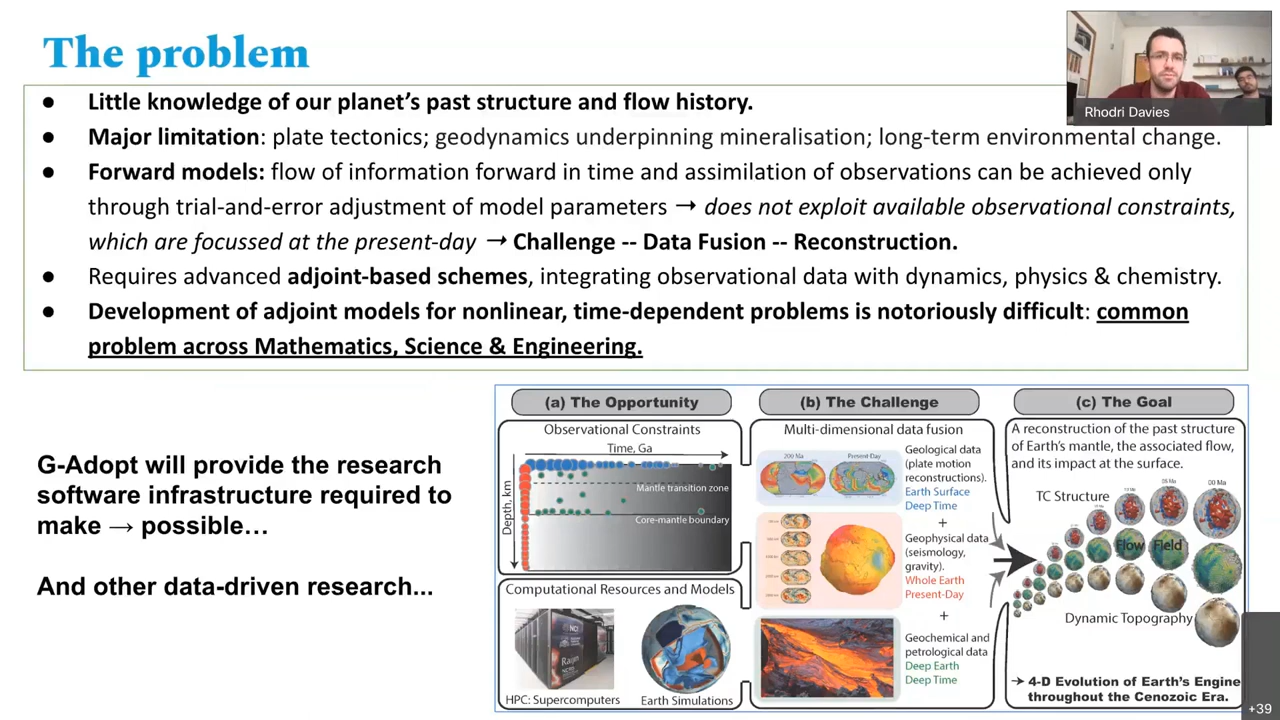 The problem
Rhodri Davies
● Little knowledge of our planet's past structure and flow history.
● Major limitation: plate tectonics; geodynamics underpinning mineralisation; long-term environmental change.
● Forward models: flow of information forward in time and assimilation of observations can be achieved only
through trial-and-error adjustment of model parameters → does not exploit available observational constraints,
which are focussed at the present-day → Challenge -- Data Fusion -- Reconstruction.
● Requires advanced adjoint-based schemes, integrating observational data with dynamics, physics & chemistry.
● Development of adjoint models for nonlinear, time-dependent problems is notoriously difficult: common
problem across Mathematics, Science & Engineering.
G-Adopt will provide the research
software infrastructure required to
make → possible…
And other data-driven research...
(a) The Opportunity
Observational Constraints
Time, Ga
Depth, km
Mantle transition zone
Core-mantle boundary
Computational Resources and Models
NCI
Raijin
HPC: Supercomputers
Earth Simulations
(b) The Challenge
Multi-dimensional data fusion
200 Ma
Present Day
Geological data
(plate motion
reconstructions).
Earth Surface
Deep Time
+
Geophysical data
(seismology,
gravity).
Whole Earth
Present-Day
+
Geochemical and
petrological data
Deep Earth
Deep Time
(c) The Goal
A reconstruction of the past structure
of Earth's mantle, the associated flow,
and its impact at the surface.
TC Structure
00 Ma
Flow Field
Dynamic Topography
→ 4-D Evolution of Earth's Engine
throughout the Cenozoic Era.
+39